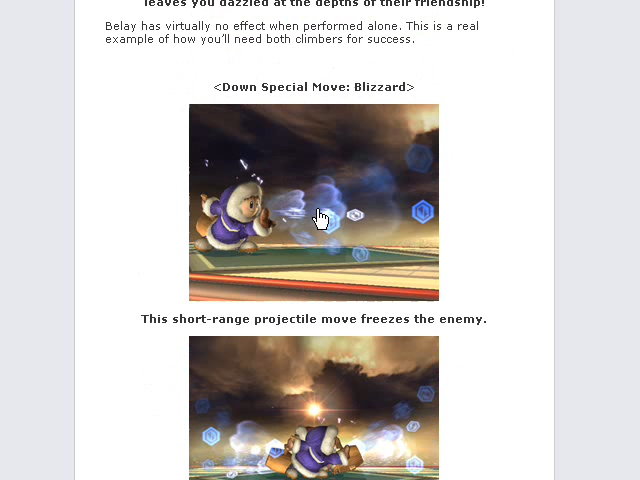 leaves you dazzled at the depths of their friendship!
Belay has virtually no effect when performed alone. This is a real
example of how you'll need both climbers for success.
<Down Special Move: Blizzard>
This short-range projectile move freezes the enemy.